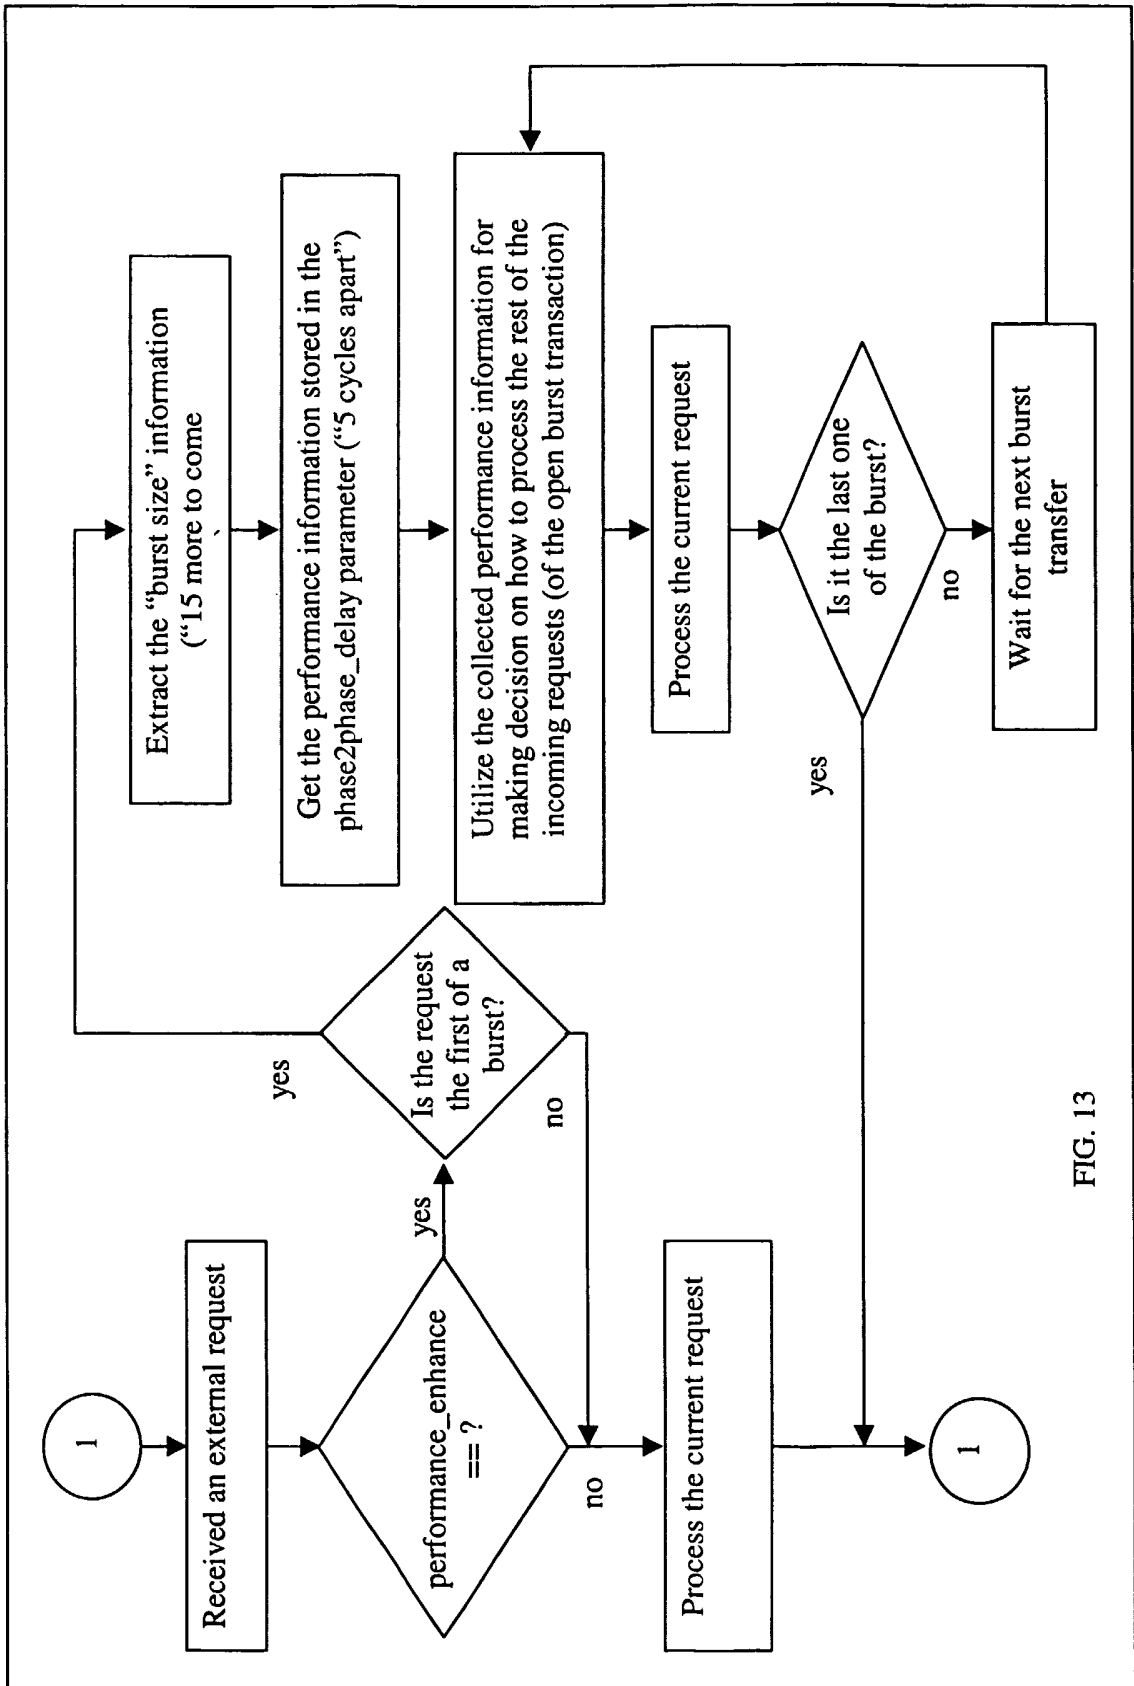 1
Received an external request
performance_enhance
== ?
yes
no
Process the current request
1
Is the request
the first of a
burst?
yes
no
Extract the “burst size” information
(“15 more to come
Get the performance information stored in the
phase2phase_delay parameter (“5 cycles apart”)
Utilize the collected performance information for
making decision on how to process the rest of the
incoming requests (of the open burst transaction)
Process the current request
Is it the last one
of the burst?
yes
no
Wait for the next burst
transfer
FIG. 13